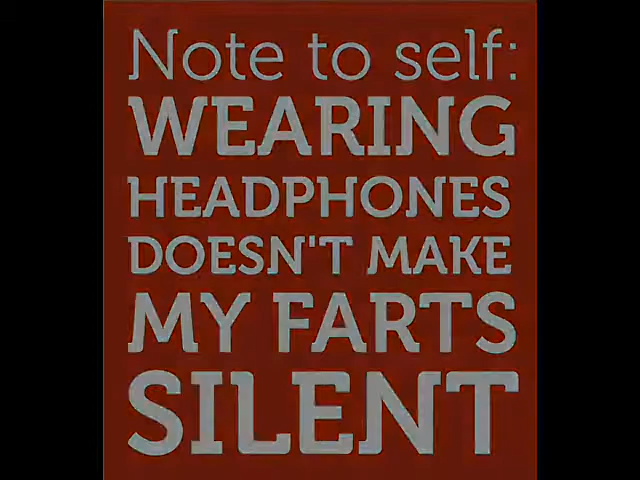 Note to self:
WEARING
HEADPHONES
DOESN'T MAKE
MY FARTS
SILENT